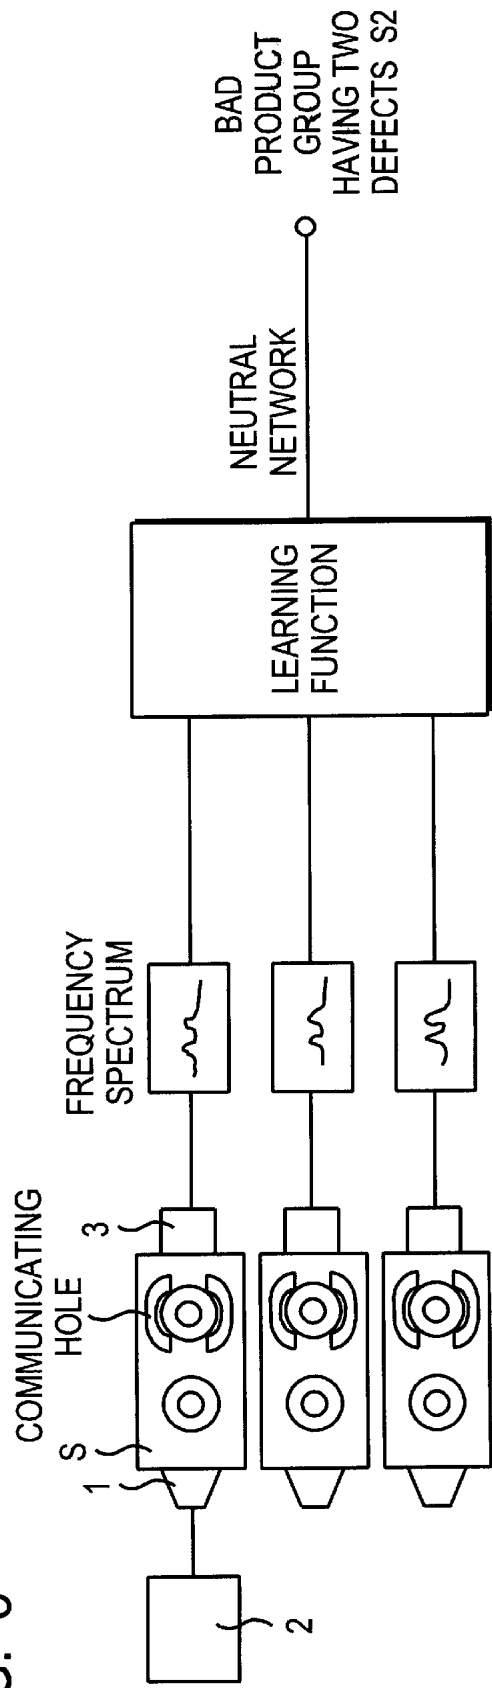 COMMUNICATING
HOLE
FREQUENCY
SPECTRUM
NEUTRAL
NETWORK
BAD
PRODUCT
GROUP
HAVING TWO
DEFECTS S2
LEARNING
FUNCTION
S
1
3
2